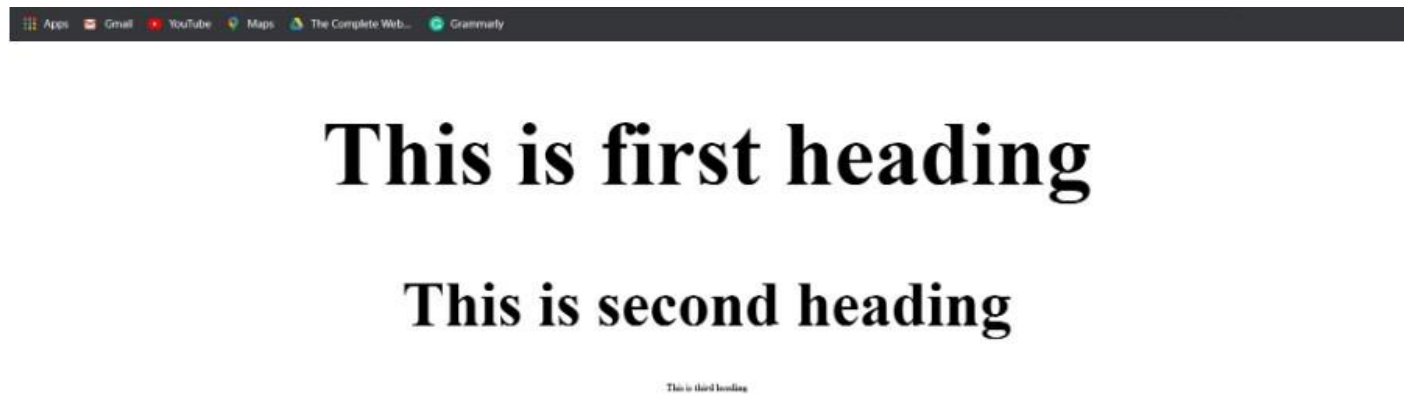 Apps Gmail YouTube Maps The Complete Web... Grammarly
This is first heading
This is second heading
This is third heading